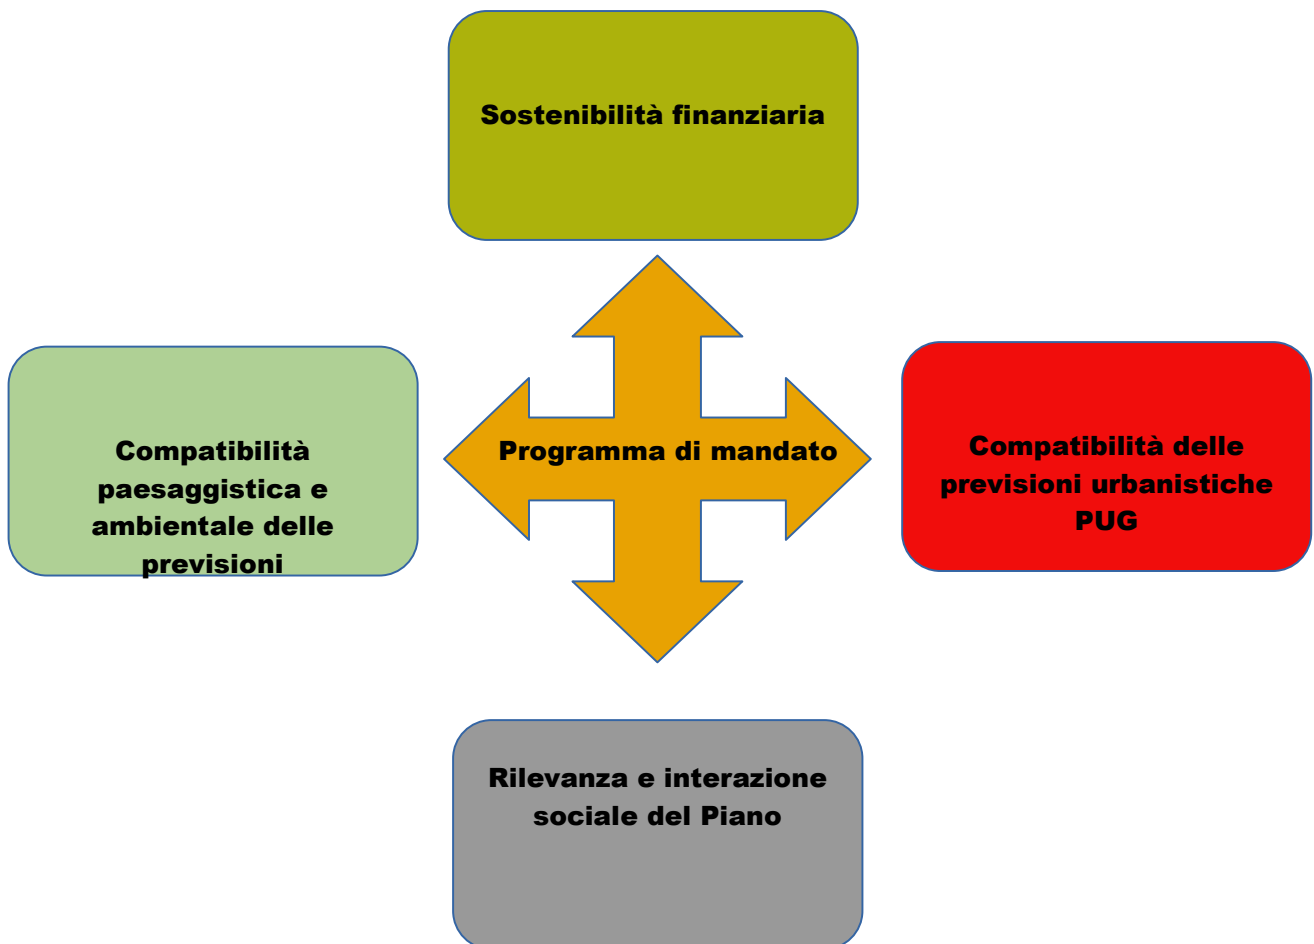 Sostenibilità finanziaria
Compatibilità
paesaggistica e
ambientale delle
previsioni
Programma di mandato
Compatibilità delle
previsioni urbanistiche
PUG
Rilevanza e interazione
sociale del Piano